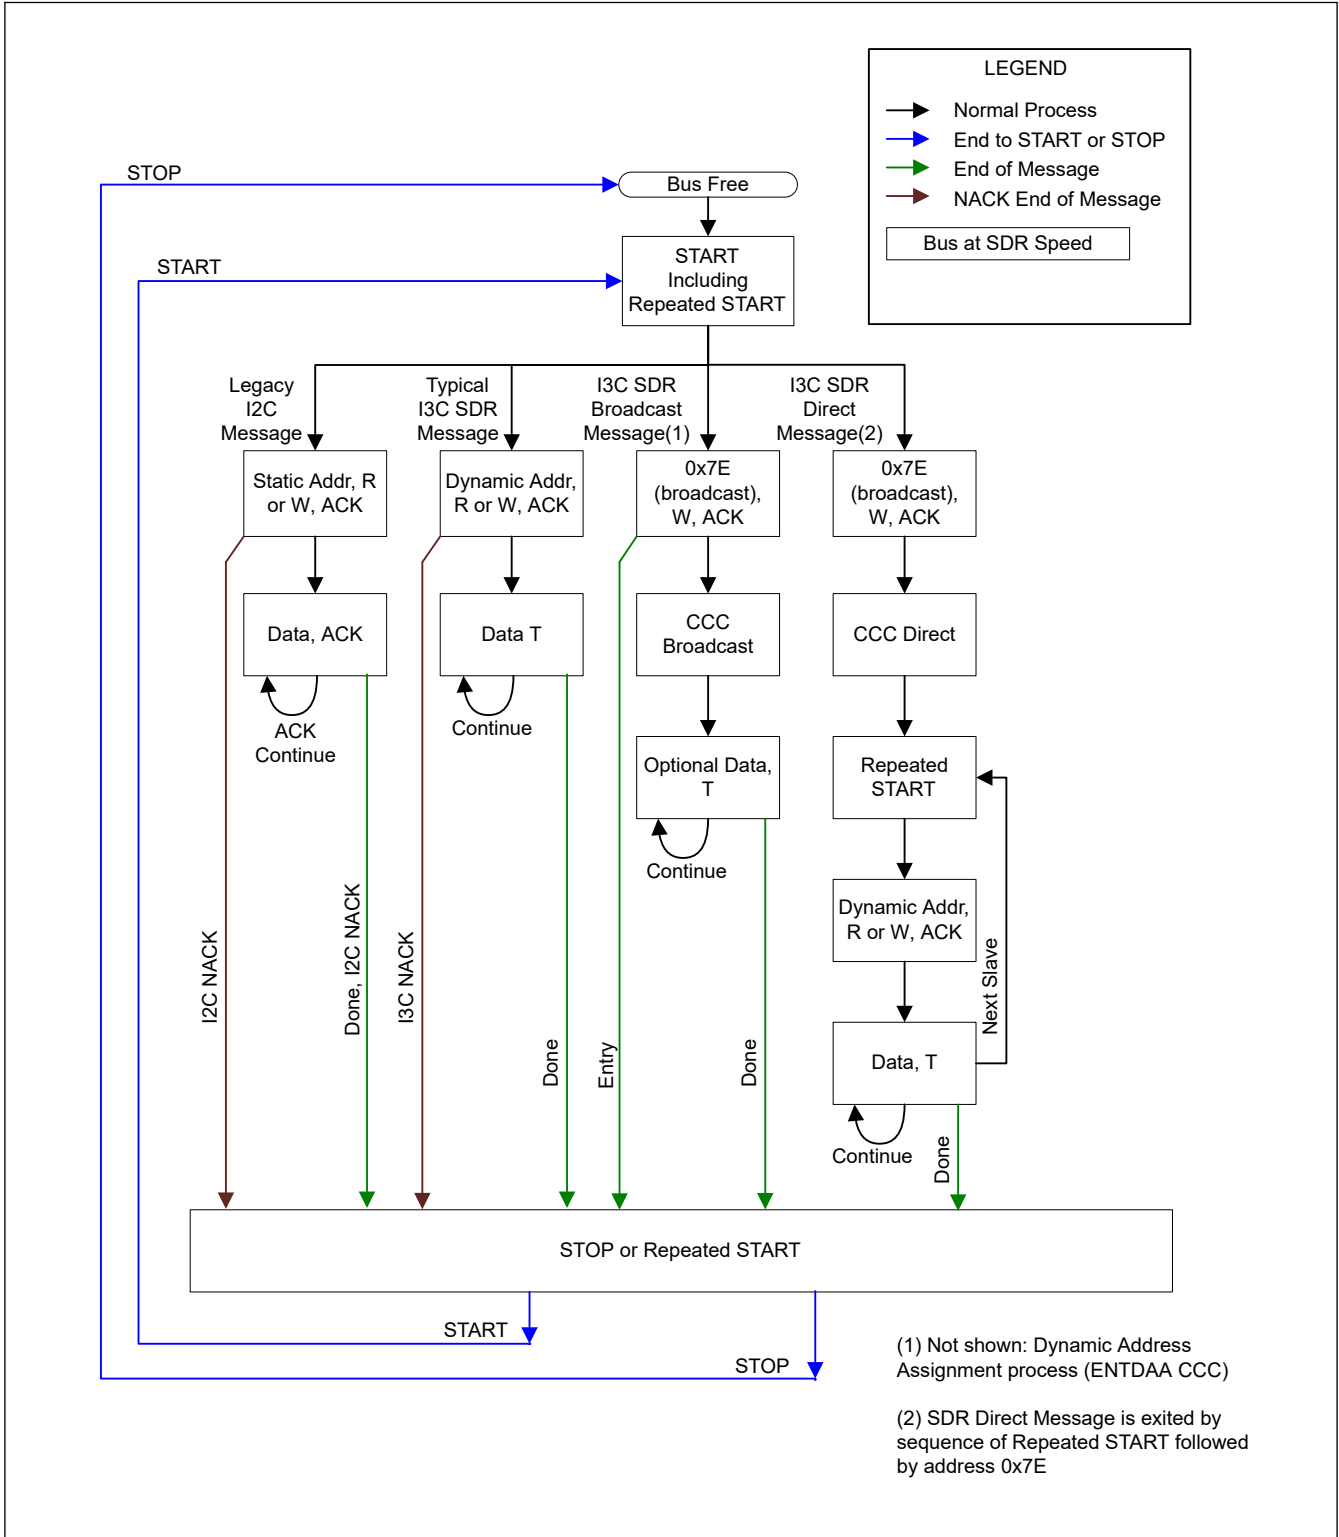 LEGEND
Normal Process
End to START or STOP
End of Message
NACK End of Message
Bus at SDR Speed
STOP
Bus Free
START
START
Including
Repeated START
Legacy
I2C
Message
Typical
I3C SDR
Message
I3C SDR
Broadcast
Message(1)
I3C SDR
Direct
Message(2)
Static Addr, R
or W, ACK
Dynamic Addr,
R or W, ACK
0x7E
(broadcast),
W, ACK
0x7E
(broadcast),
W, ACK
Data, ACK
Data T
CCC
Broadcast
CCC Direct
ACK
Continue
Continue
Optional Data,
T
Repeated
START
Continue
Dynamic Addr,
R or W, ACK
Next Slave
I2C NACK
Done, I2C NACK
I3C NACK
Done
Entry
Done
Data, T
Continue
Done
STOP or Repeated START
START
STOP
(1) Not shown: Dynamic Address
Assignment process (ENTDAA CCC)
(2) SDR Direct Message is exited by
sequence of Repeated START followed
by address 0x7E